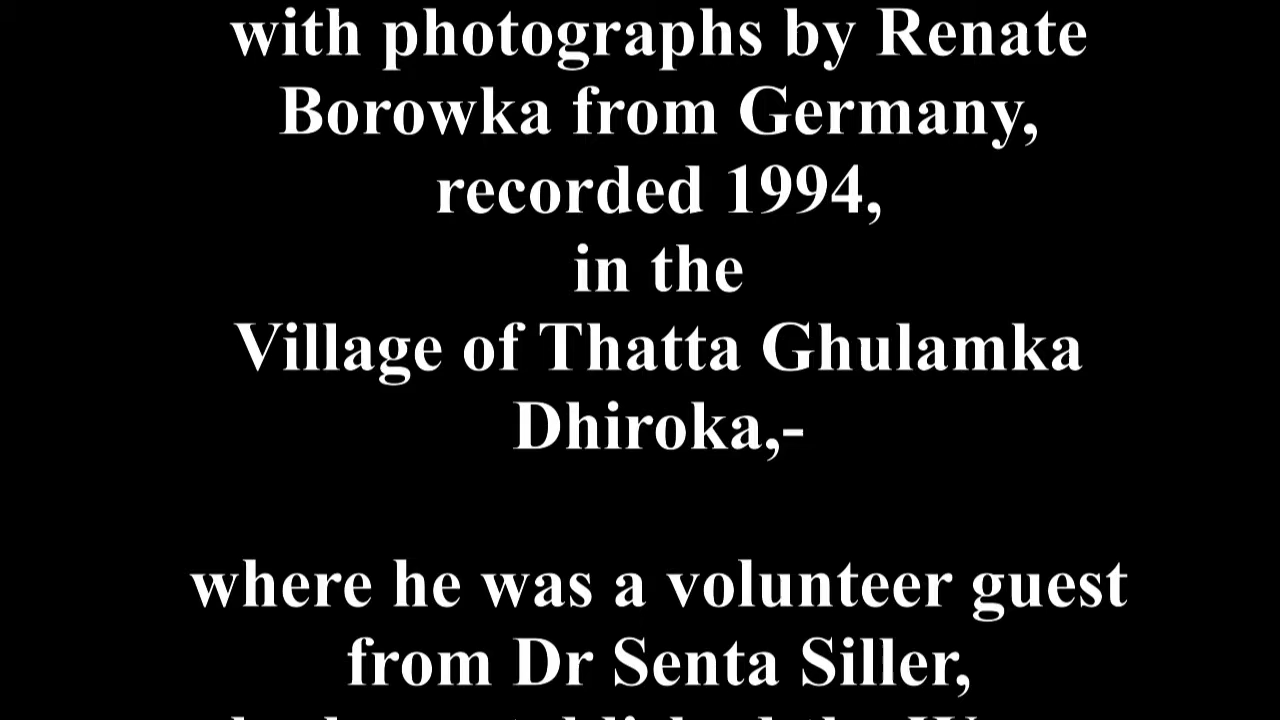 with photographs by Renate
Borowka from Germany,
recorded 1994,
in the
Village of Thatta Ghulamka
Dhiroka,-
where he was a volunteer guest
from Dr Senta Siller,